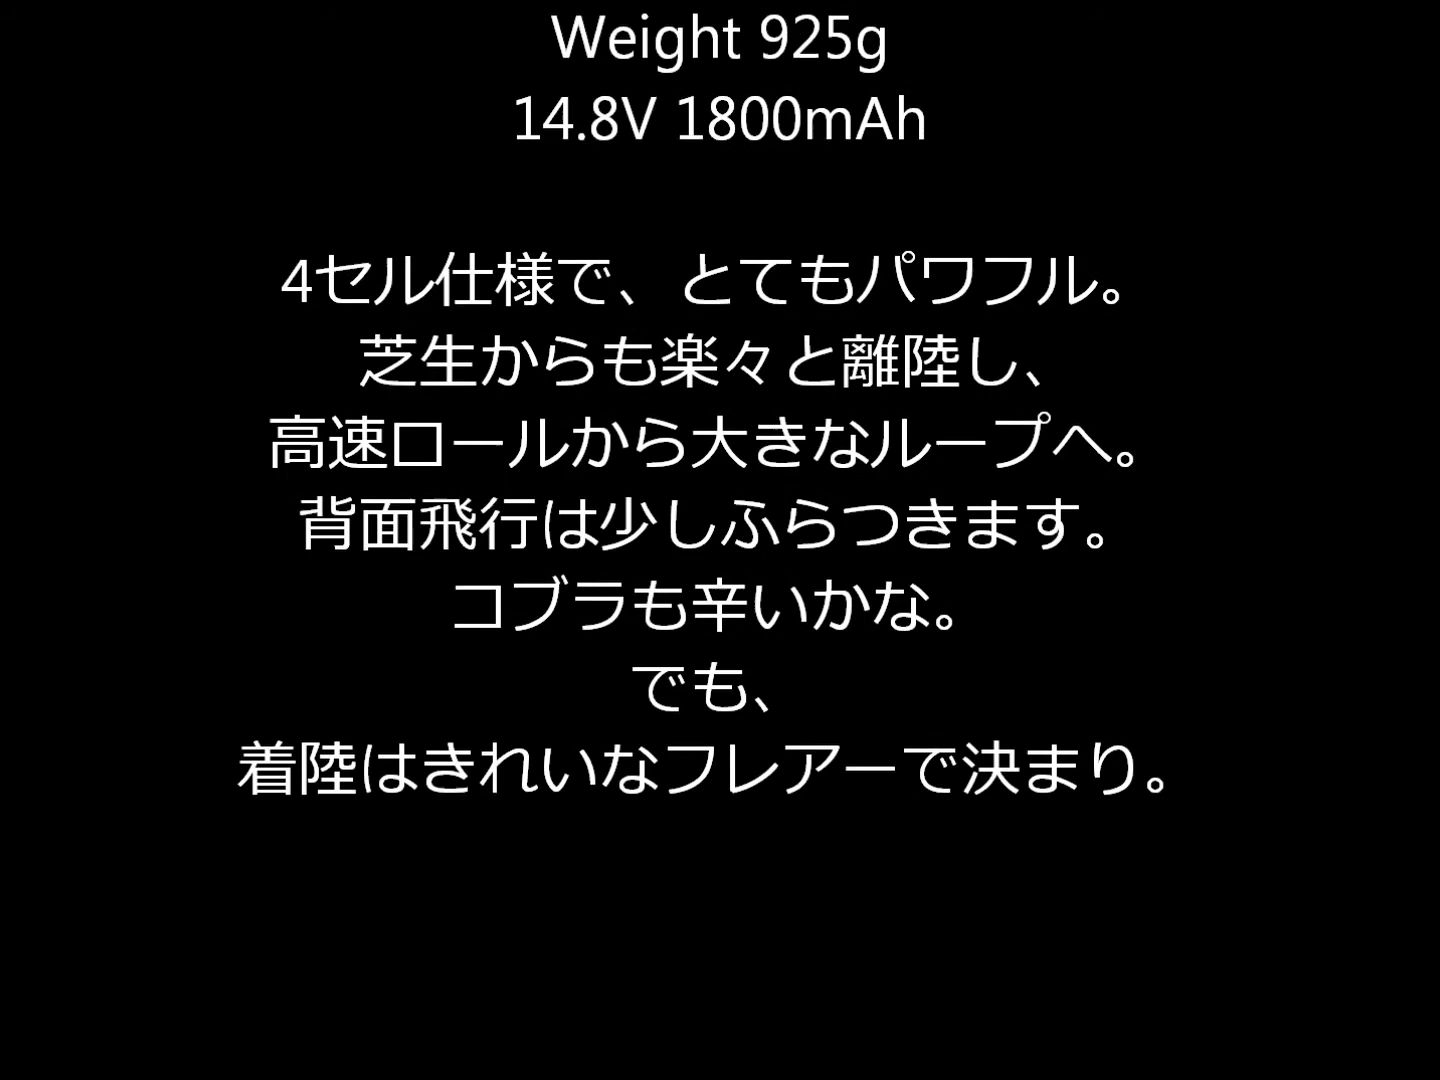 Weight 925g
14.8V 1800mAh
4セル仕様で、とてもパワフル。
芝生からも楽々と離陸し、
高速ロールから大きなループへ。
背面飛行は少しふらつきます。
コブラも辛いかな。
でも、
着陸はきれいなフレアーで決まり。